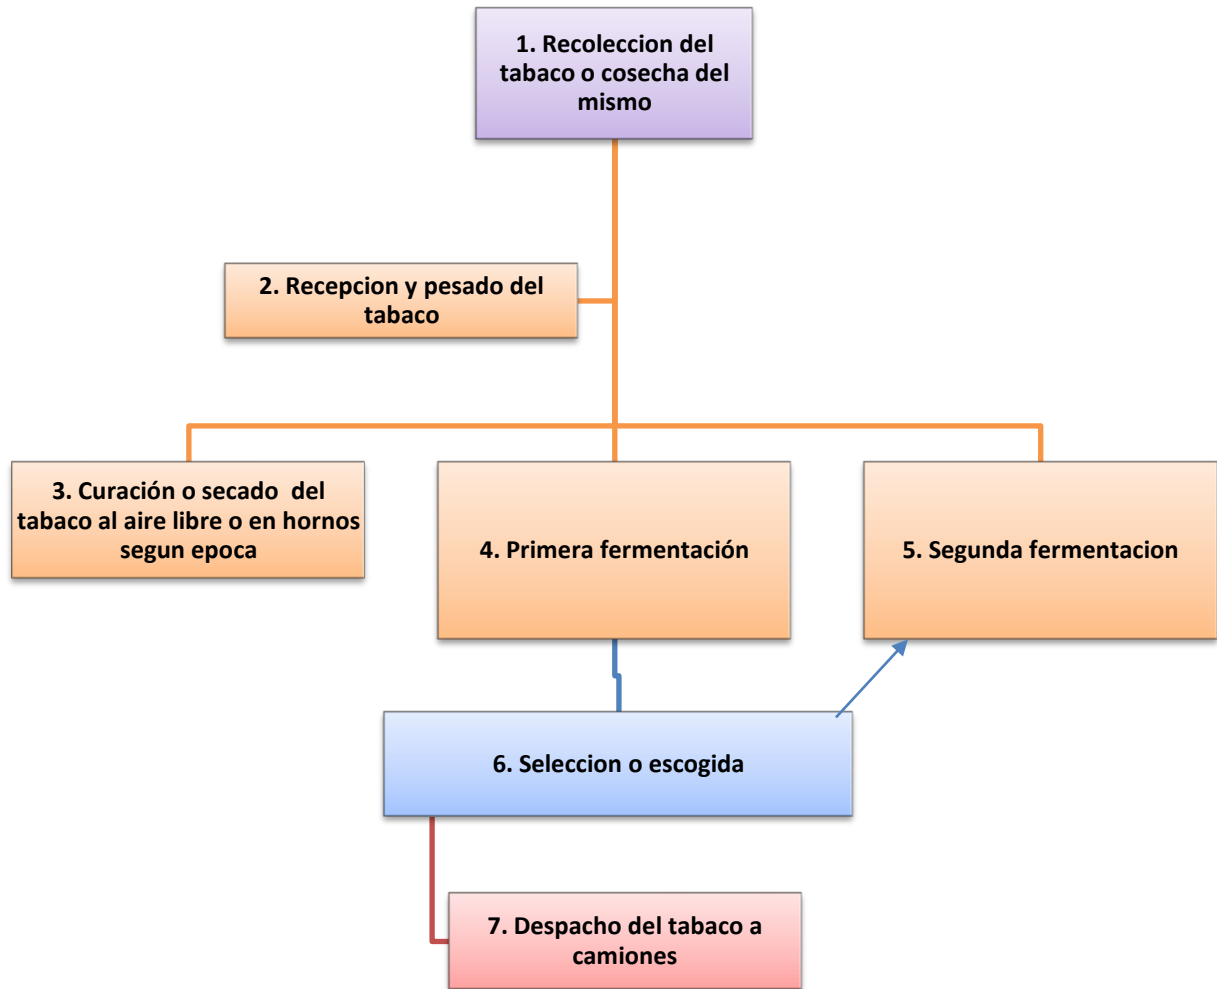 1. Recoleccion del
tabaco o cosecha del
mismo
2. Recepcion y pesado del
tabaco
3. Curación o secado  del
tabaco al aire libre o en hornos
segun epoca
4. Primera fermentación
5. Segunda fermentacion
6. Seleccion o escogida
7. Despacho del tabaco a
camiones